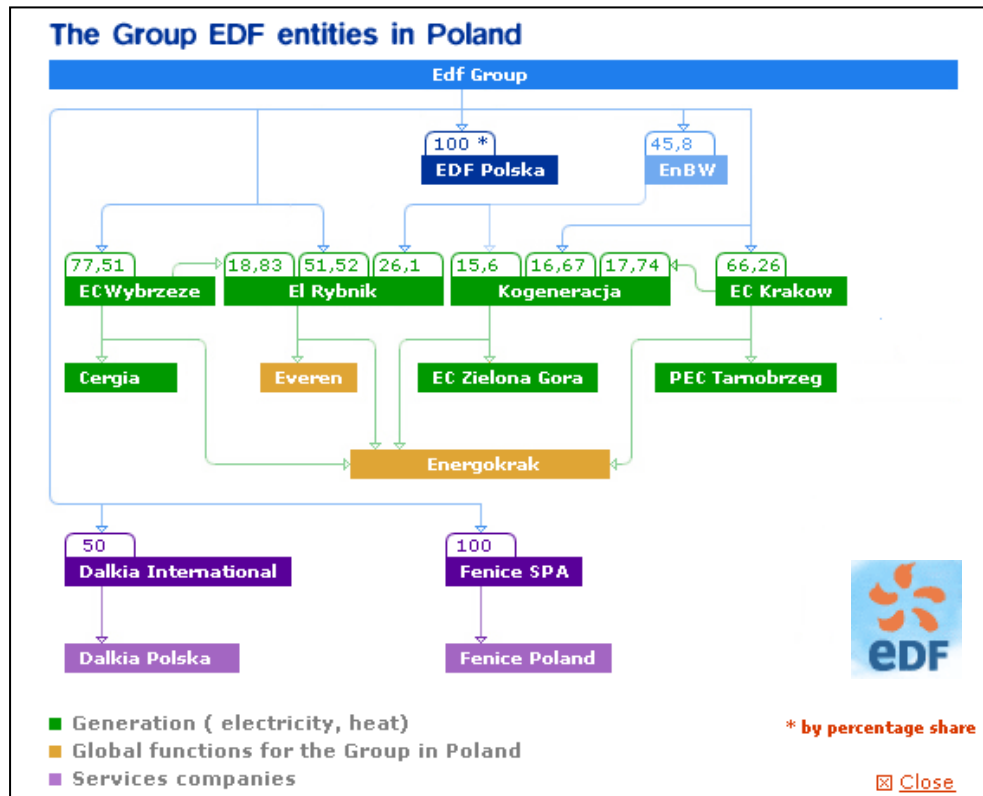 The Group EDF entities in Poland
Edf Group
100 * 45,8
EDF Polska EnBW
77,51 18,83 51,52 26,1 15,6 16,67 17,74 66,26
ECWybrzeze El Rybnik Kogeneracja EC Krakow
Cergia Everen EC Zielona Gora PEC Tarnobrzeg
Energokrak
50 100
Dalkia International Fenice SPA
Dalkia Polska Fenice Poland
eDF
Generation ( electricity, heat)
* by percentage share
Global functions for the Group in Poland
Services companies
Close